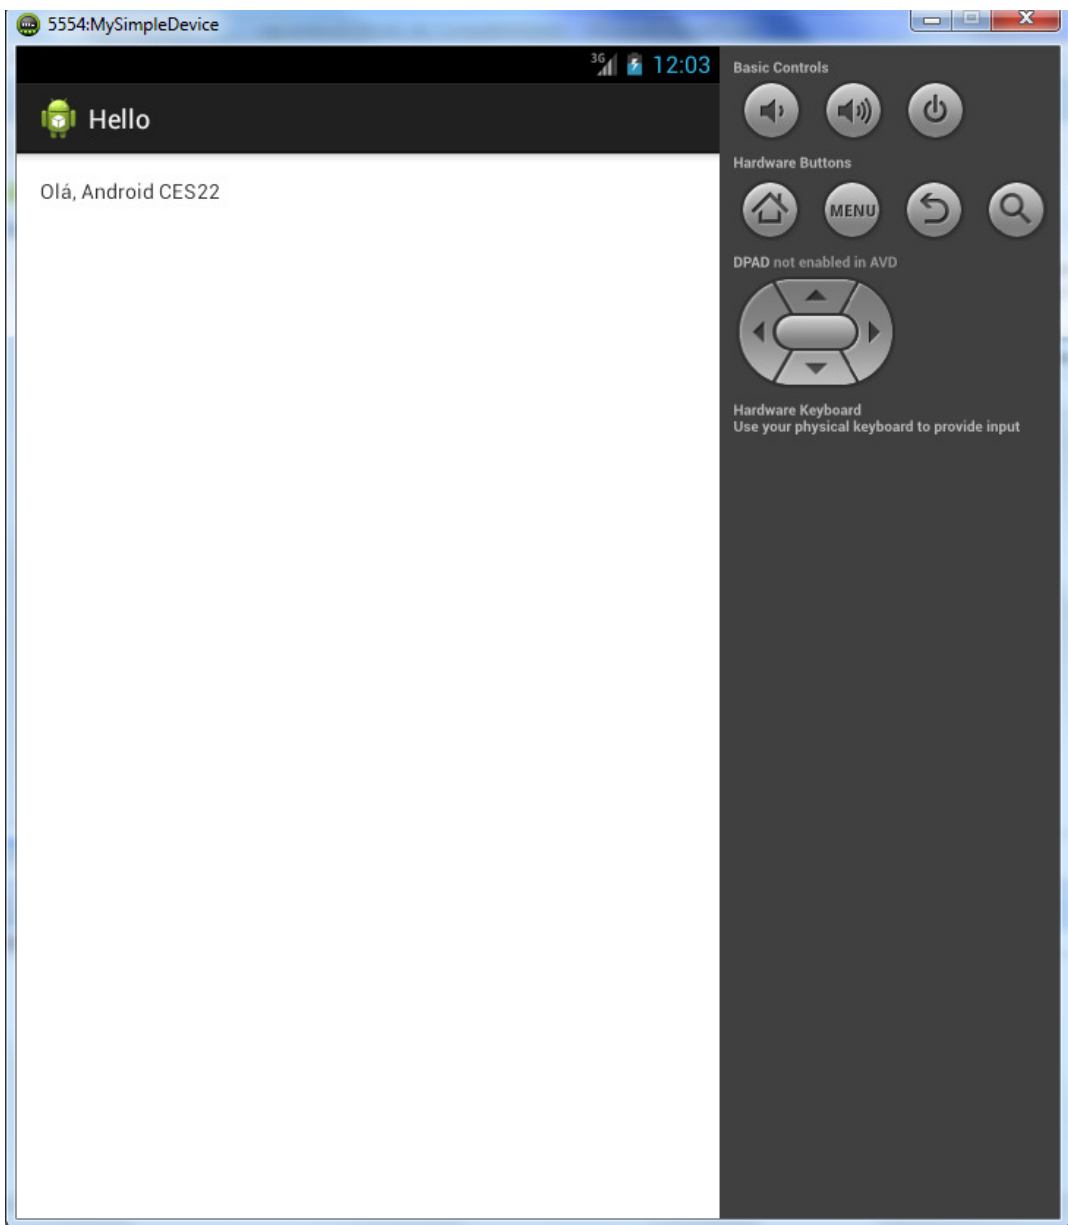 5554:MySimpleDevice
3G 12:03
Hello
Olá, Android CES22
Basic Controls
Hardware Buttons
MENU
DPAD not enabled in AVD
Hardware Keyboard
Use your physical keyboard to provide input